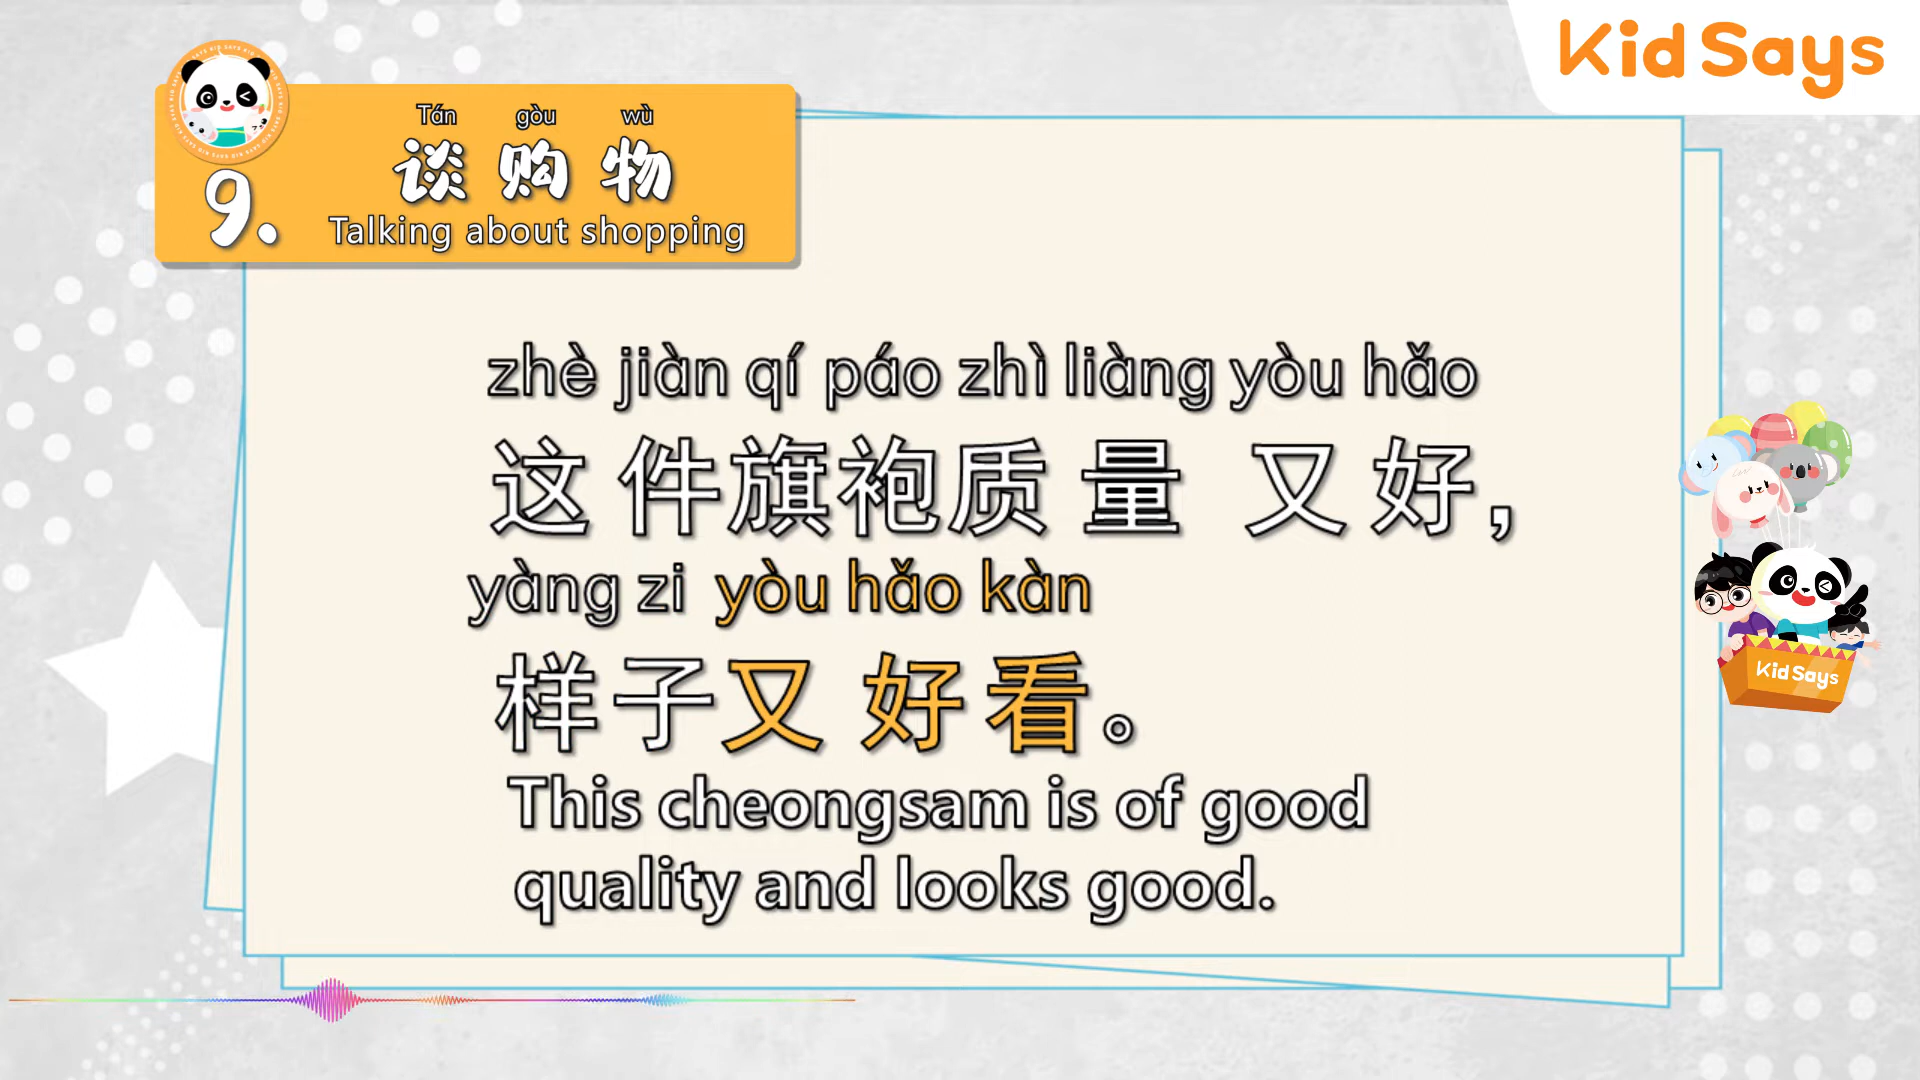 Kid Says
Tán gòu wù
谈购物
9.
Talking about shopping
zhè jiàn qí páo zhì liàng yòu hǎo
这件旗袍质量又好，
yàng zi yòu hǎo kàn
样子又好看。
This cheongsam is of good
quality and looks good.
Kid Says